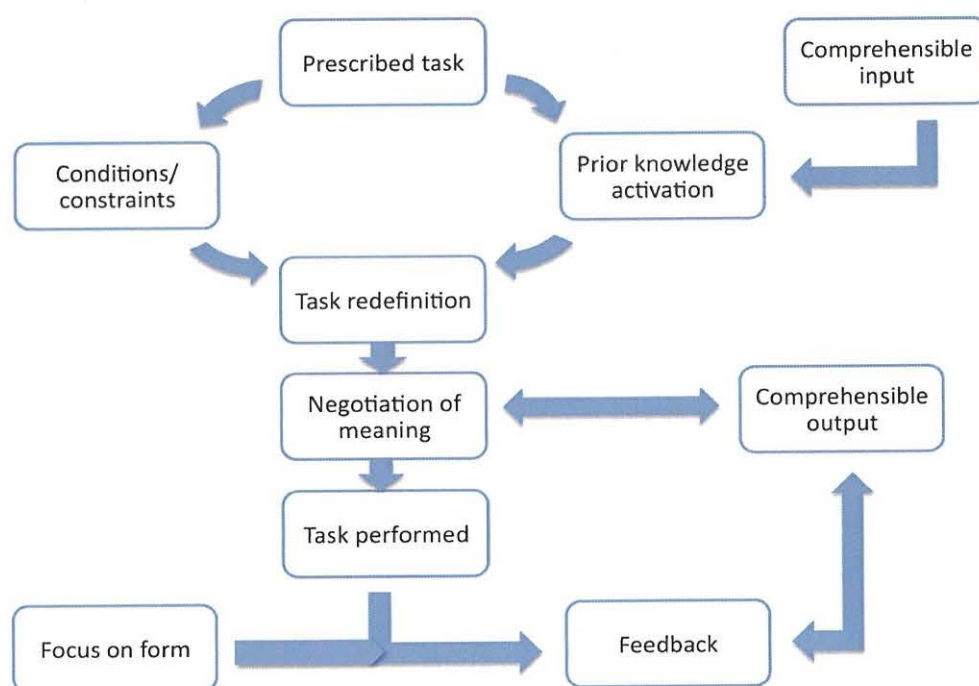 Prescribed task
Comprehensible
input
Conditions/
constraints
Prior knowledge
activation
Task redefinition
Negotiation of
meaning
Comprehensible
output
Task performed
Focus on form
Feedback